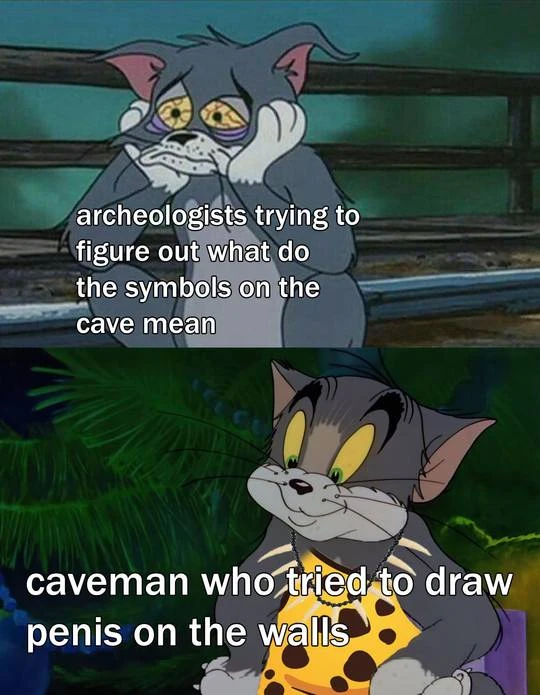 archeologists trying to
figure out what do
the symbols on the
cave mean
caveman who tried to draw
penis on the walls